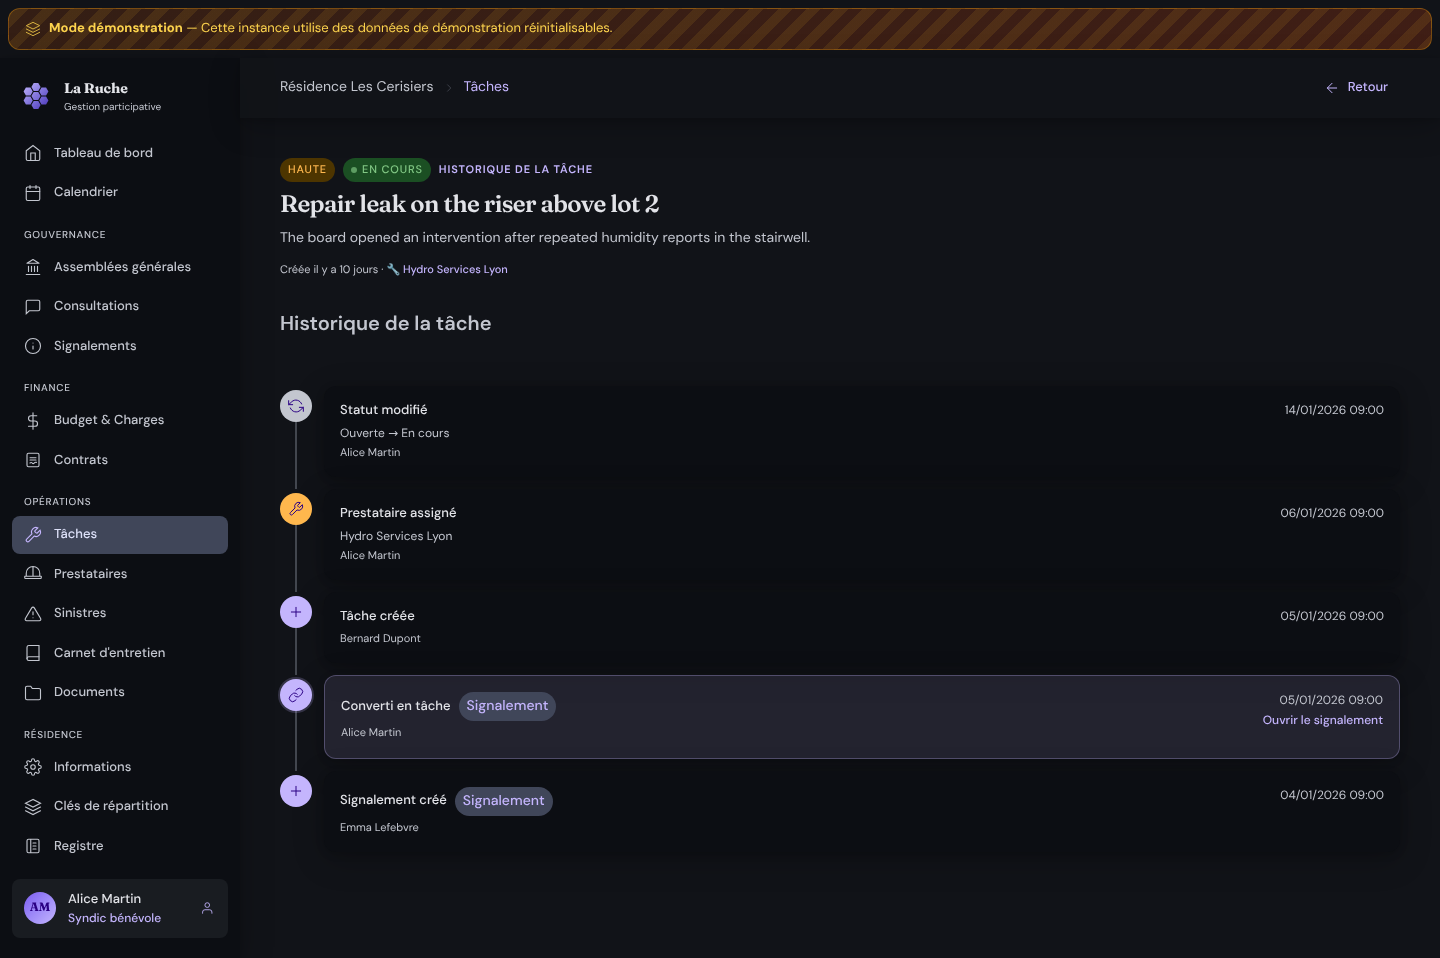 Mode démonstration — Cette instance utilise des données de démonstration réinitialisables.
La Ruche
Gestion participative
Tableau de bord
Calendrier
GOUVERNANCE
Assemblées générales
Consultations
Signalements
FINANCE
Budget & Charges
Contrats
OPÉRATIONS
Tâches
Prestataires
Sinistres
Carnet d'entretien
Documents
RÉSIDENCE
Informations
Clés de répartition
Registre
AM
Alice Martin
Syndic bénévole
Résidence Les Cerisiers > Tâches
← Retour
HAUTE EN COURS HISTORIQUE DE LA TÂCHE
Repair leak on the riser above lot 2
The board opened an intervention after repeated humidity reports in the stairwell.
Créée il y a 10 jours · 🔧 Hydro Services Lyon
Historique de la tâche
Statut modifié 14/01/2026 09:00
Ouverte → En cours
Alice Martin
Prestataire assigné 06/01/2026 09:00
Hydro Services Lyon
Alice Martin
Tâche créée 05/01/2026 09:00
Bernard Dupont
Converti en tâche Signalement 05/01/2026 09:00
Ouvrir le signalement
Alice Martin
Signalement créé Signalement 04/01/2026 09:00
Emma Lefebvre